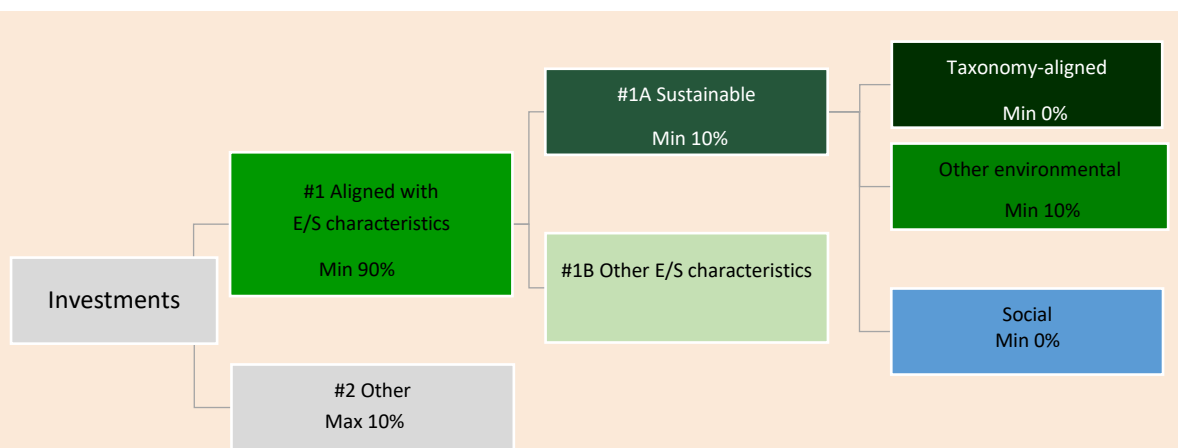 Investments
#1 Aligned with
E/S characteristics
Min 90%
#2 Other
Max 10%
#1A Sustainable
Min 10%
#1B Other E/S characteristics
Taxonomy-aligned
Min 0%
Other environmental
Min 10%
Social
Min 0%